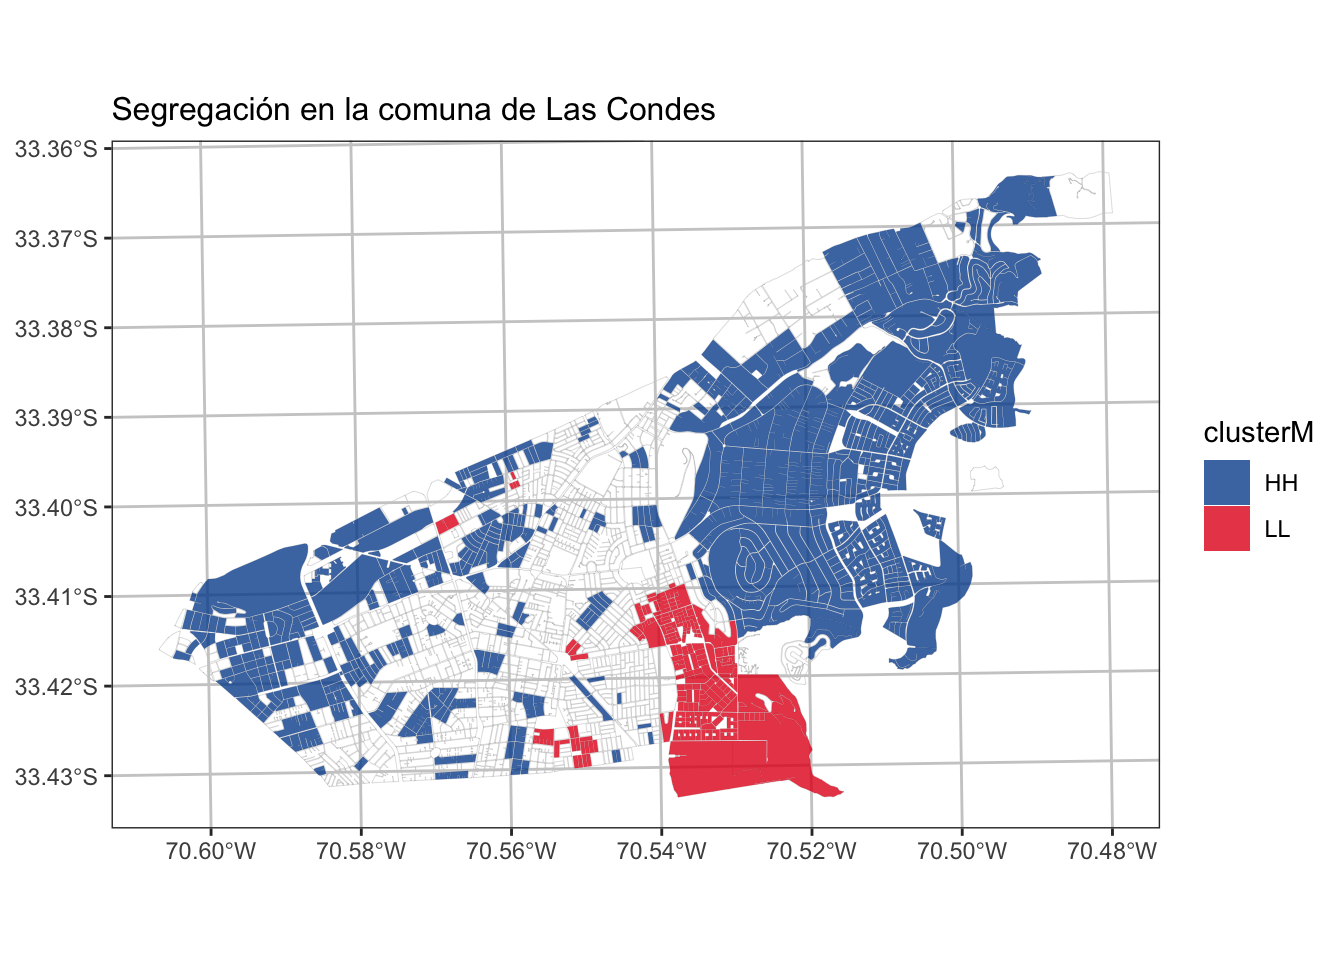 Segregación en la comuna de Las Condes
33.36°S
33.37°S
33.38°S
33.39°S
33.40°S
33.41°S
33.42°S
33.43°S
70.60°W 70.58°W 70.56°W 70.54°W 70.52°W 70.50°W 70.48°W
clusterM
HH
LL